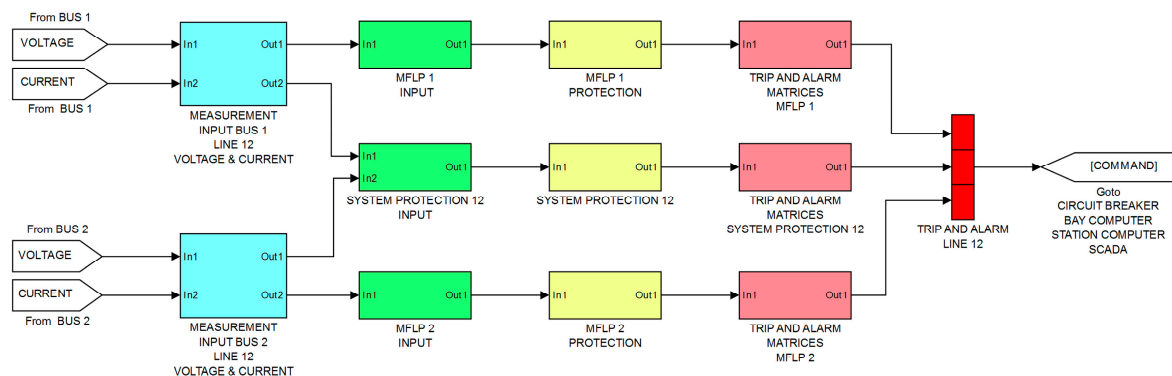 From BUS 1
VOLTAGE
CURRENT
From BUS 1
In1
In2
Out1
Out2
MEASUREMENT
INPUT BUS 1
LINE 12
VOLTAGE & CURRENT
In1
Out1
MFLP 1
INPUT
In1
Out1
MFLP 1
PROTECTION
In1
Out1
TRIP AND ALARM
MATRICES
MFLP 1
In1
In2
Out1
SYSTEM PROTECTION 12
INPUT
In1
Out1
SYSTEM PROTECTION 12
In1
Out1
TRIP AND ALARM
MATRICES
SYSTEM PROTECTION 12
TRIP AND ALARM
LINE 12
[COMMAND]
Goto
CIRCUIT BREAKER
BAY COMPUTER
STATION COMPUTER
SCADA
From BUS 2
VOLTAGE
CURRENT
From BUS 2
In1
In2
Out1
Out2
MEASUREMENT
INPUT BUS 2
LINE 12
VOLTAGE & CURRENT
In1
Out1
MFLP 2
INPUT
In1
Out1
MFLP 2
PROTECTION
In1
Out1
TRIP AND ALARM
MATRICES
MFLP 2